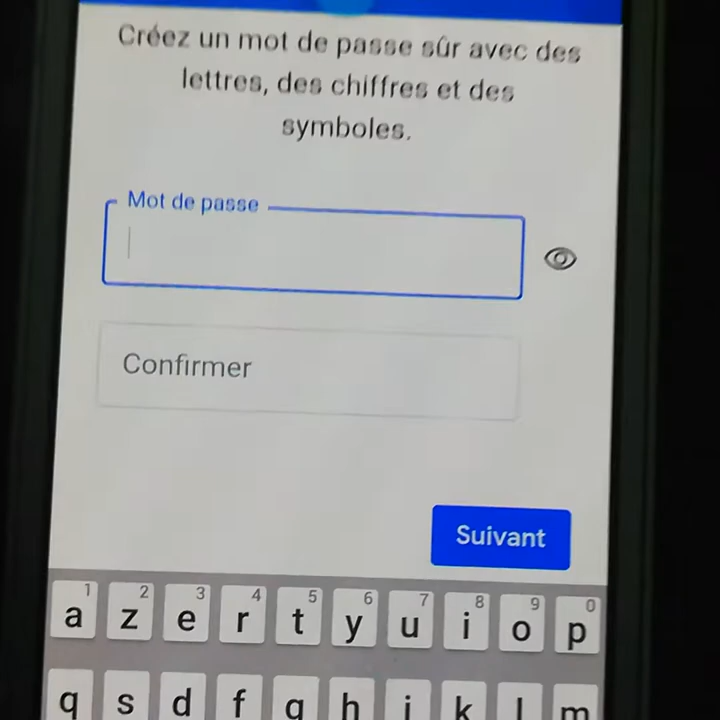 Créez un mot de passe sûr avec des
lettres, des chiffres et des
symboles.
Mot de passe
Confirmer
Suivant
1 2 3 4 5 6 7 8 9 0
a z e r t y u i o p
q s d f g h j k l m